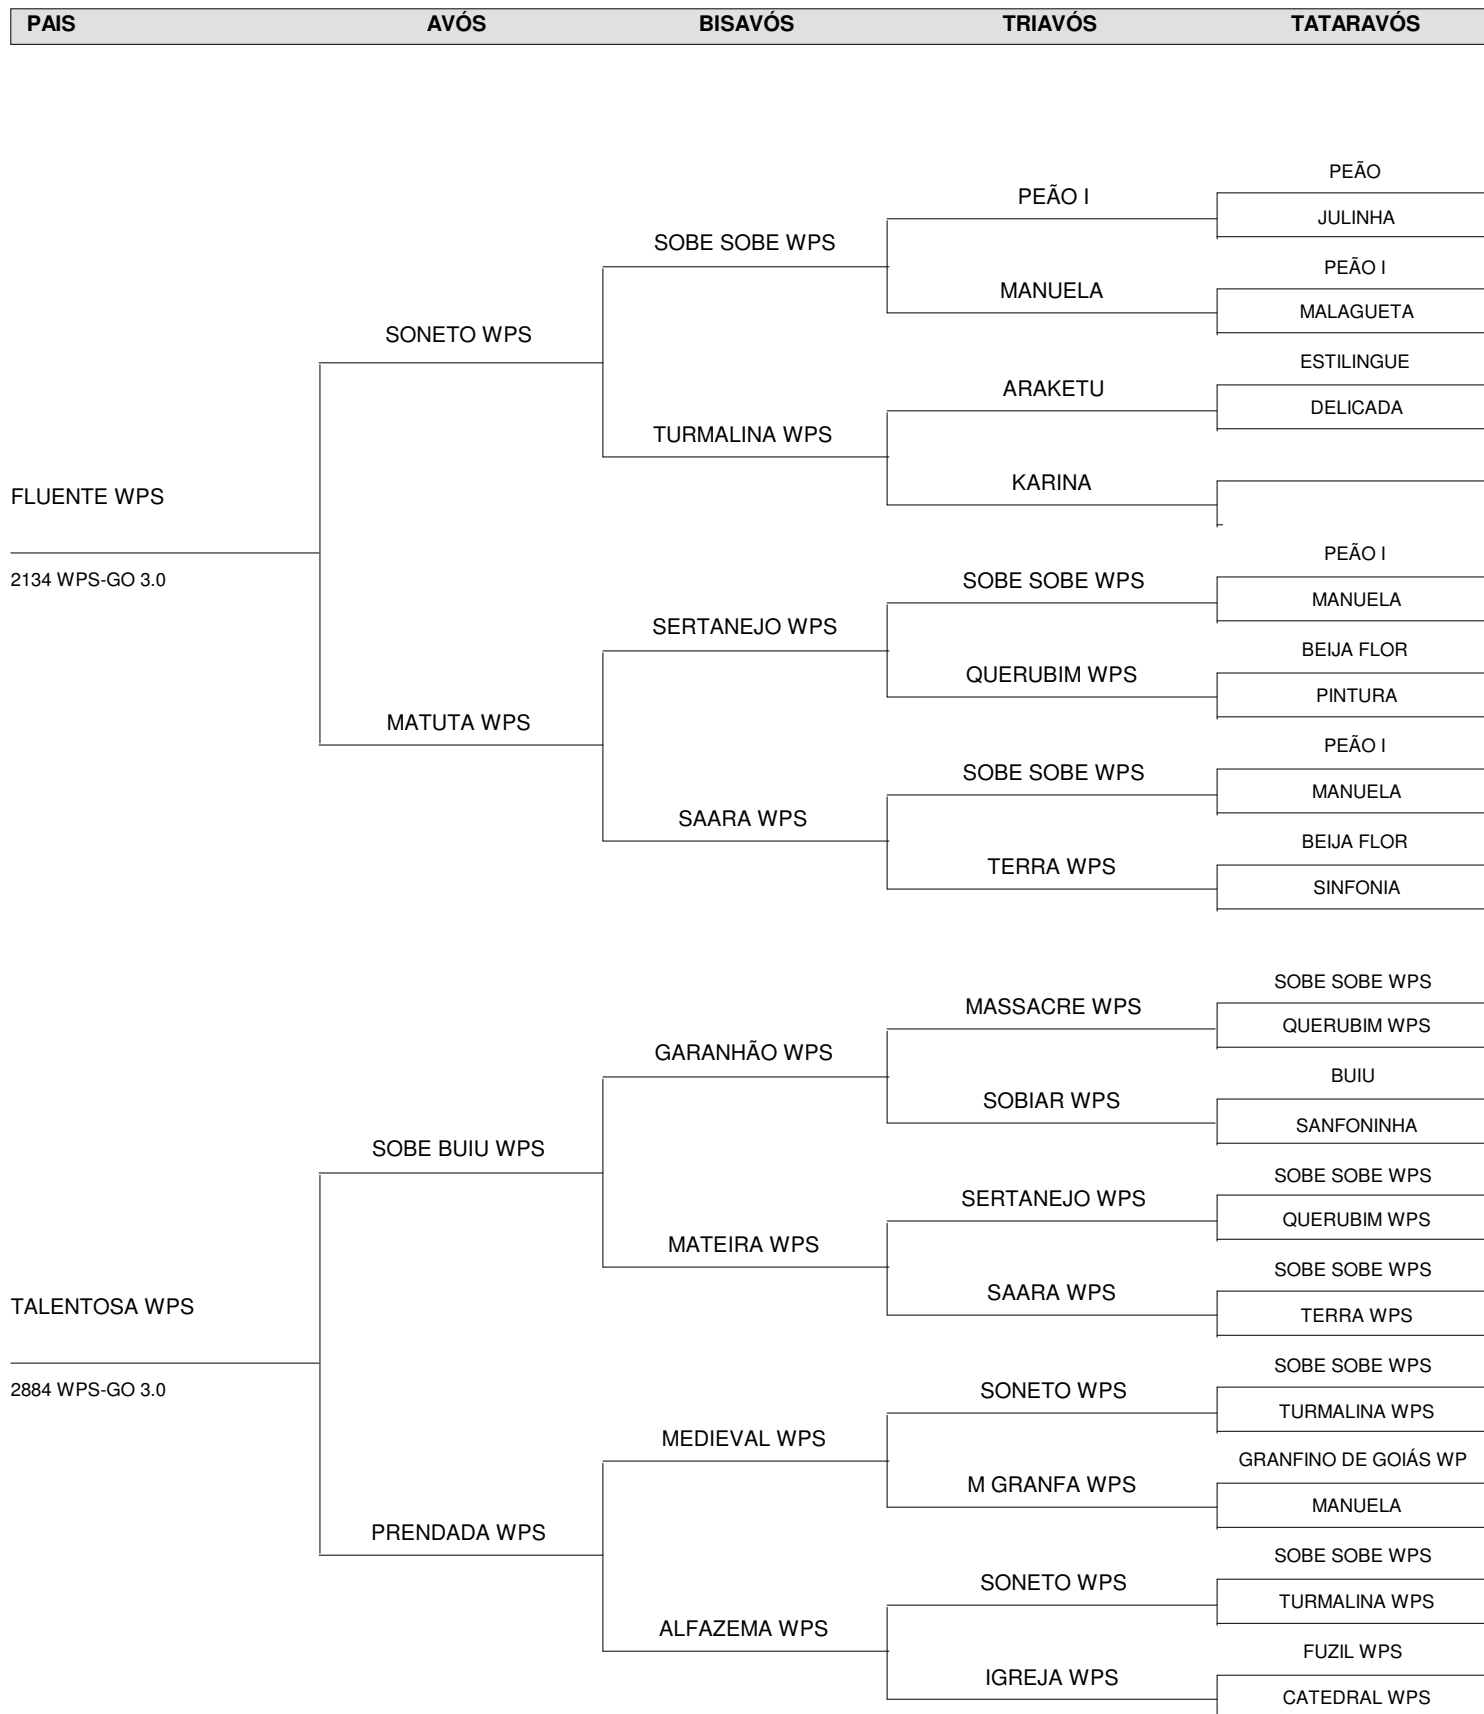 PAIS AVÓS BISAVÓS TRIAVÓS TATARAVÓS
PEÃO
PEÃO I
JULINHA
SOBE SOBE WPS
PEÃO I
MANUELA
MALAGUETA
SONETO WPS
ESTILINGUE
ARAKETU
DELICADA
TURMALINA WPS
KARINA
FLUENTE WPS
PEÃO I
2134 WPS-GO 3.0
SOBE SOBE WPS
MANUELA
SERTANEJO WPS
BEIJA FLOR
QUERUBIM WPS
PINTURA
MATUTA WPS
PEÃO I
SOBE SOBE WPS
MANUELA
SAARA WPS
BEIJA FLOR
TERRA WPS
SINFONIA
SOBE SOBE WPS
MASSACRE WPS
QUERUBIM WPS
GARANHÃO WPS
BUIU
SOBIAR WPS
SANFONINHA
SOBE BUIU WPS
SOBE SOBE WPS
SERTANEJO WPS
QUERUBIM WPS
MATEIRA WPS
SOBE SOBE WPS
SAARA WPS
TALENTOSA WPS
TERRA WPS
SOBE SOBE WPS
2884 WPS-GO 3.0
SONETO WPS
TURMALINA WPS
MEDIEVAL WPS
GRANFINO DE GOIÁS WP
M GRANFA WPS
MANUELA
PRENDADA WPS
SOBE SOBE WPS
SONETO WPS
TURMALINA WPS
ALFAZEMA WPS
FUZIL WPS
IGREJA WPS
CATEDRAL WPS